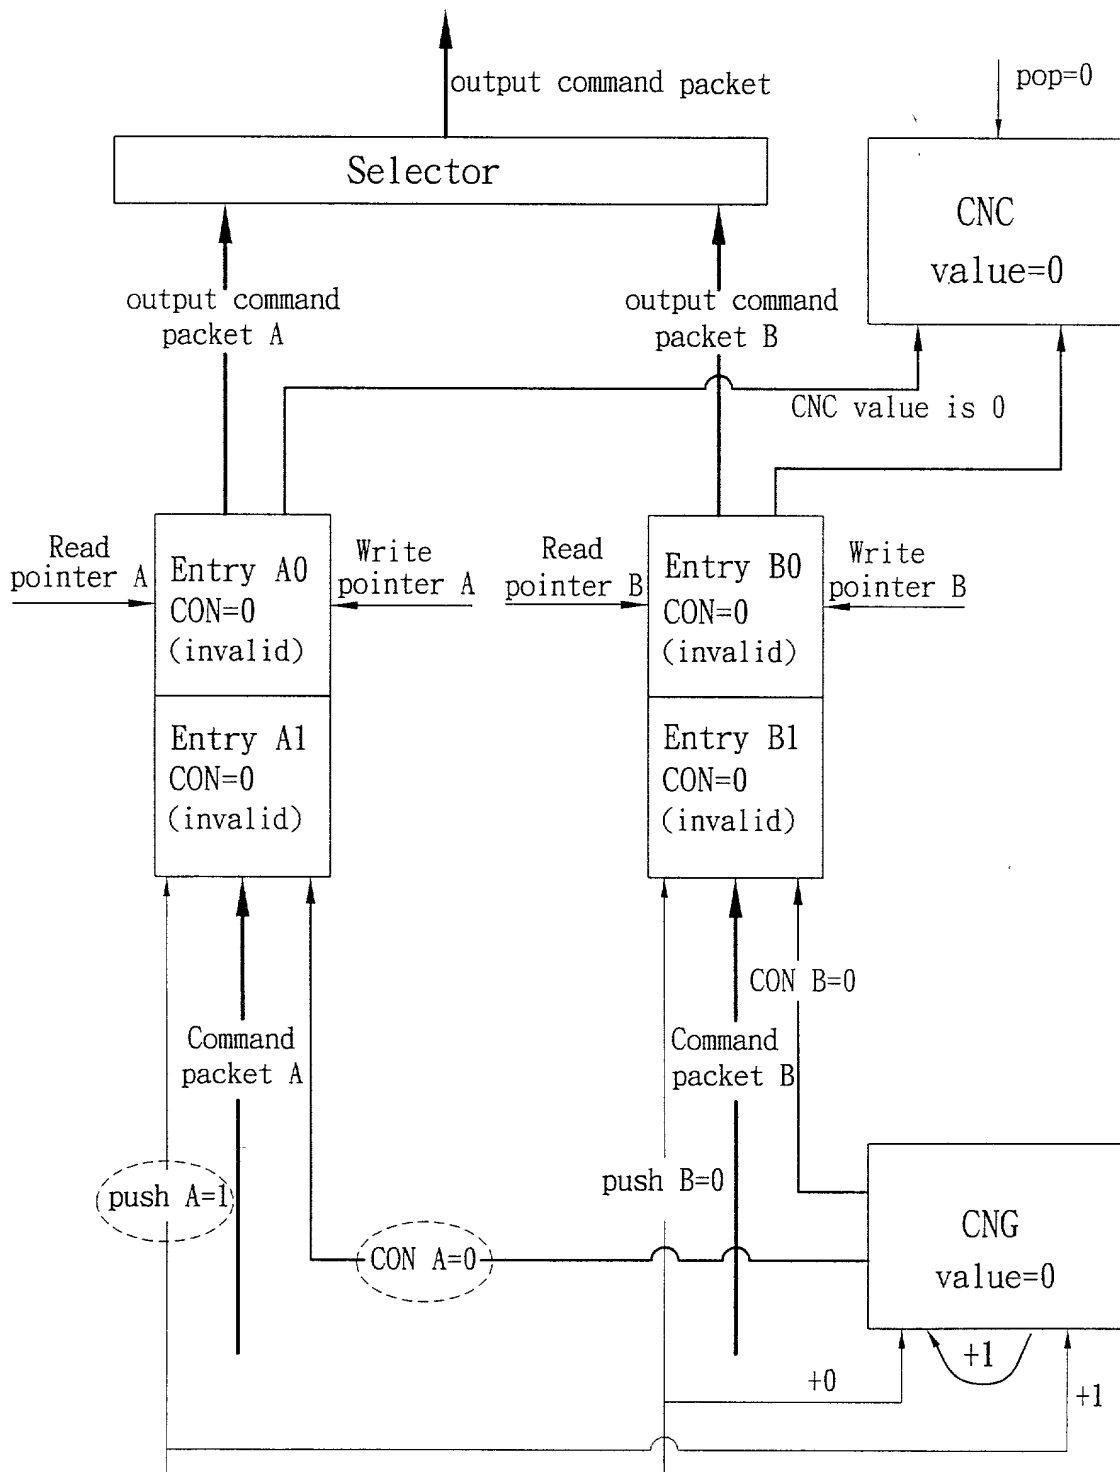 output command packet
pop=0
Selector
CNC
value=0
output command
packet A
output command
packet B
CNC value is 0
Read
pointer A
Entry A0
CON=0
(invalid)
Write
pointer A
Read
pointer B
Entry B0
CON=0
(invalid)
Write
pointer B
Entry A1
CON=0
(invalid)
Entry B1
CON=0
(invalid)
CON B=0
Command
packet A
Command
packet B
push A=1
push B=0
CON A=0
CNG
value=0
+1
+0
+1